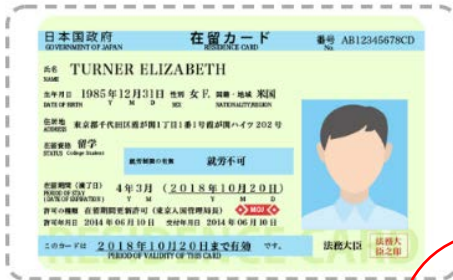 日本国政府 在留カード 番号 AB12345678CD
GOVERNMENT OF JAPAN RESIDENCE CARD No.
氏名 TURNER ELIZABETH
NAME
生年月日 1985年12月31日 性別 女 F. 国籍・地域 米国
DATE OF BIRTH Y M D SEX NATIONALITY/REGION
住居地 東京都千代田区霞が関1丁目1番1号霞が関ハイツ202号
ADDRESS
在留資格 留学
STATUS College Student
就労制限の有無 就労不可
在留期間(満了日) 4年3月 (2018年10月20日)
PERIOD OF STAY
(DATE OF EXPIRATION) Y M Y M D
許可の種類 在留期間更新許可(東京入国管理局長) MOJ
許可年月日 2014年06月10日 交付年月日 2014年06月10日
このカードは 2018年10月20日まで有効 です。
PERIOD OF VALIDITY OF THIS CARD
法務大臣 法務大
臣之印